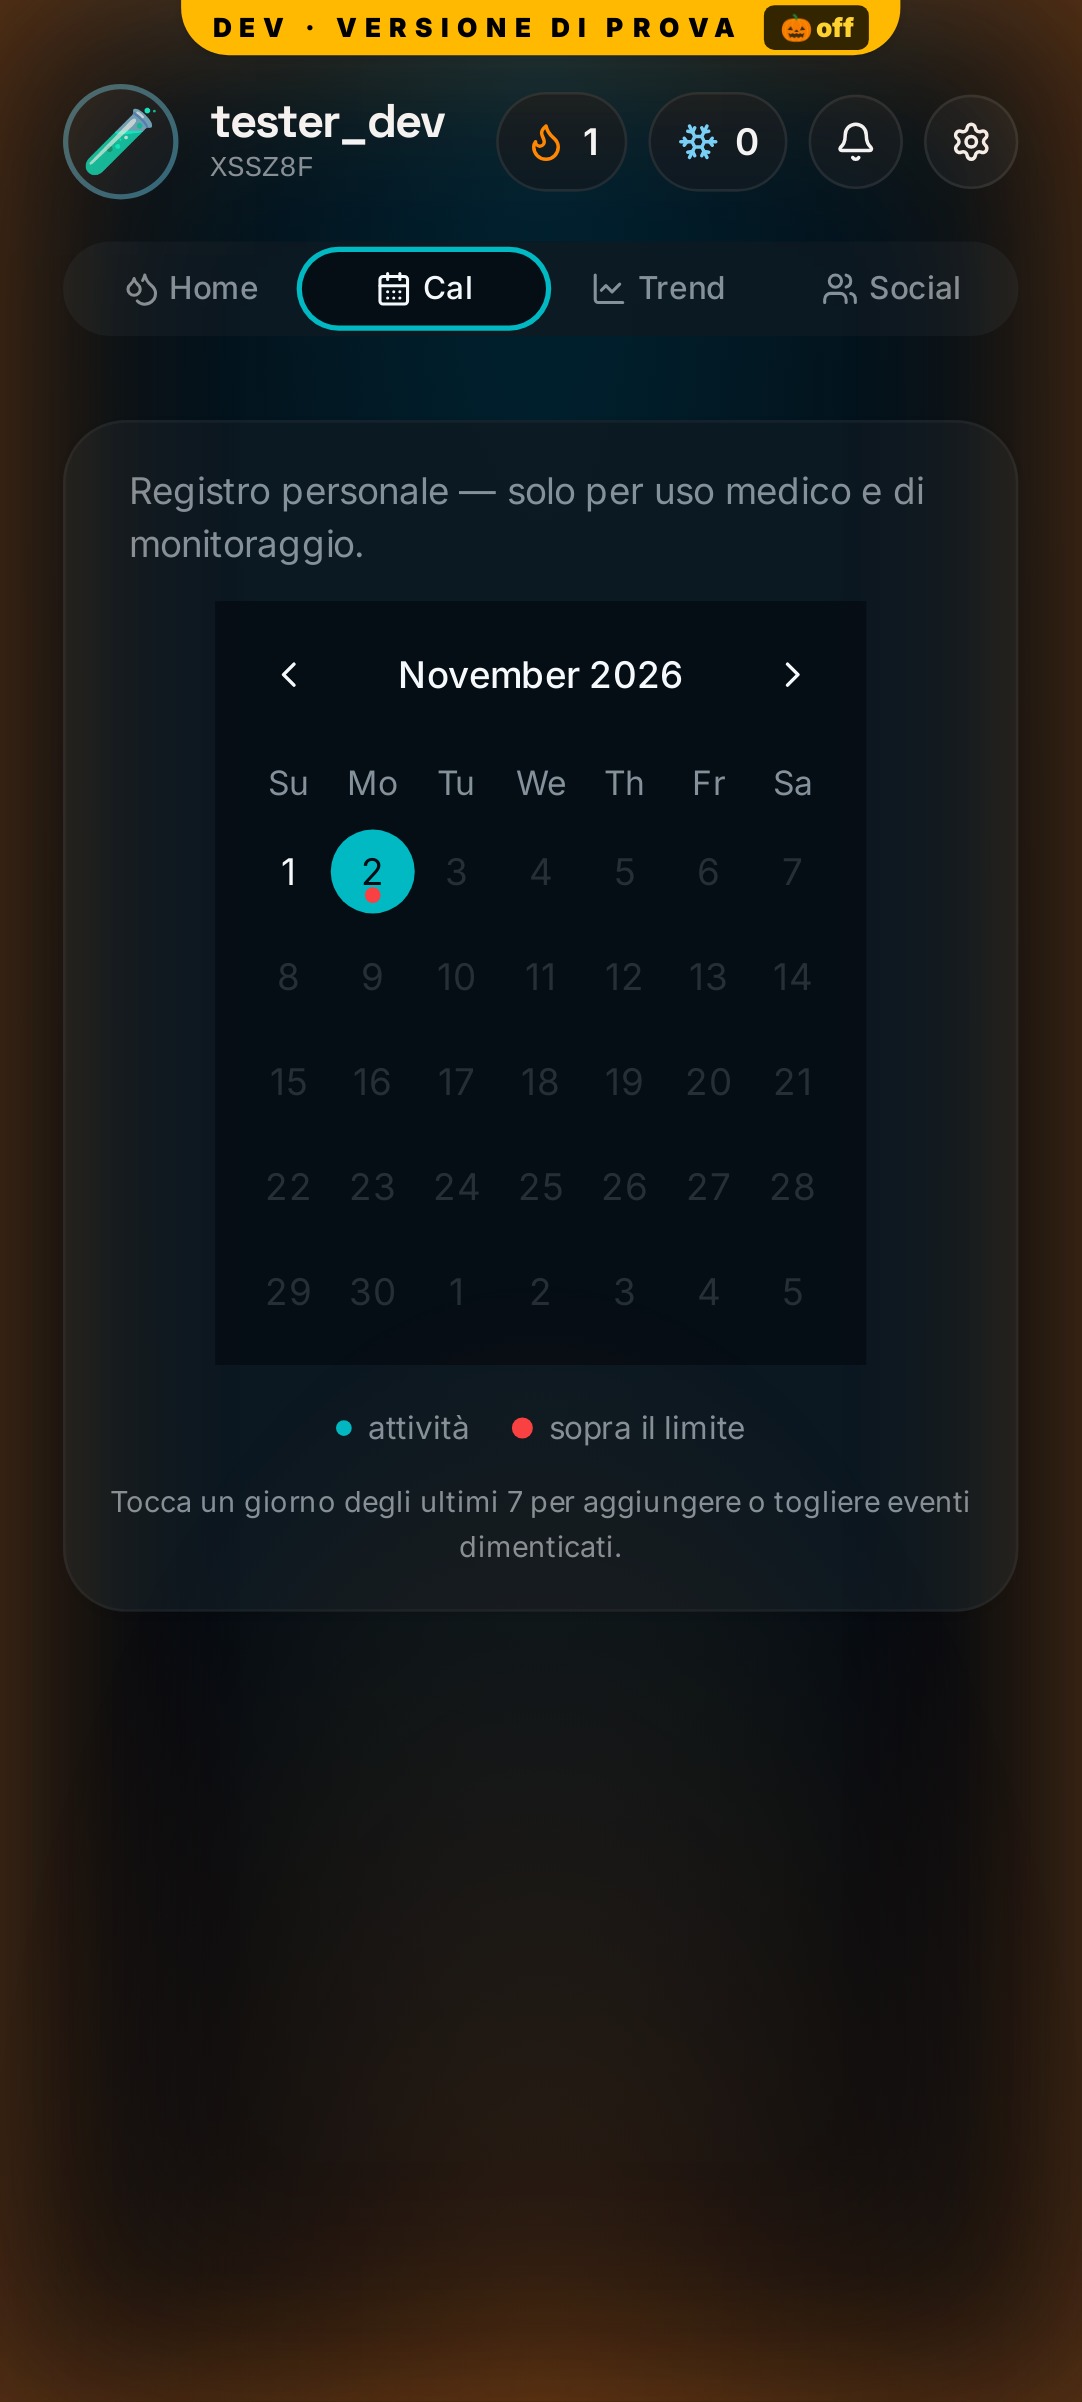 DEV · VERSIONE DI PROVA 🎃off
tester_dev
XSSZ8F
1
0
Home Cal Trend Social
Registro personale — solo per uso medico e di
monitoraggio.
November 2026
Su Mo Tu We Th Fr Sa
1 2 3 4 5 6 7
8 9 10 11 12 13 14
15 16 17 18 19 20 21
22 23 24 25 26 27 28
29 30 1 2 3 4 5
attività sopra il limite
Tocca un giorno degli ultimi 7 per aggiungere o togliere eventi
dimenticati.